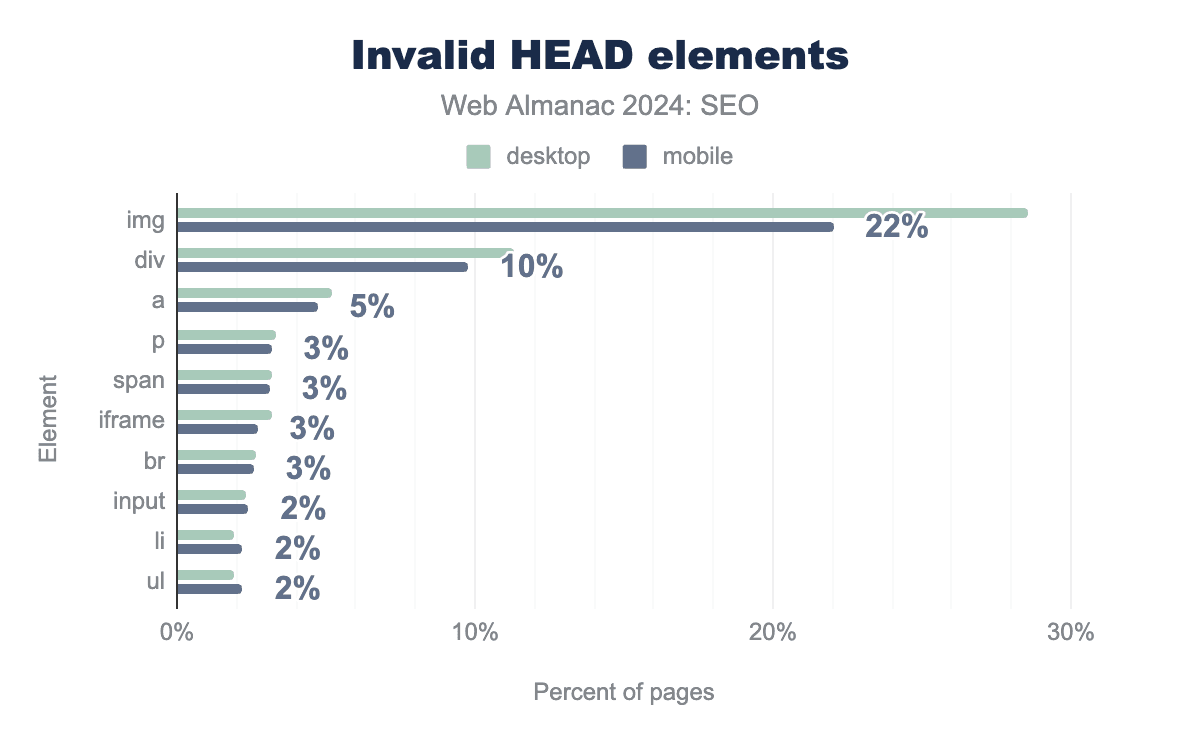 Invalid HEAD elements
Web Almanac 2024: SEO
desktop mobile
img 22%
div 10%
a 5%
p 3%
span 3%
iframe 3%
br 3%
input 2%
li 2%
ul 2%
Element
0% 10% 20% 30%
Percent of pages